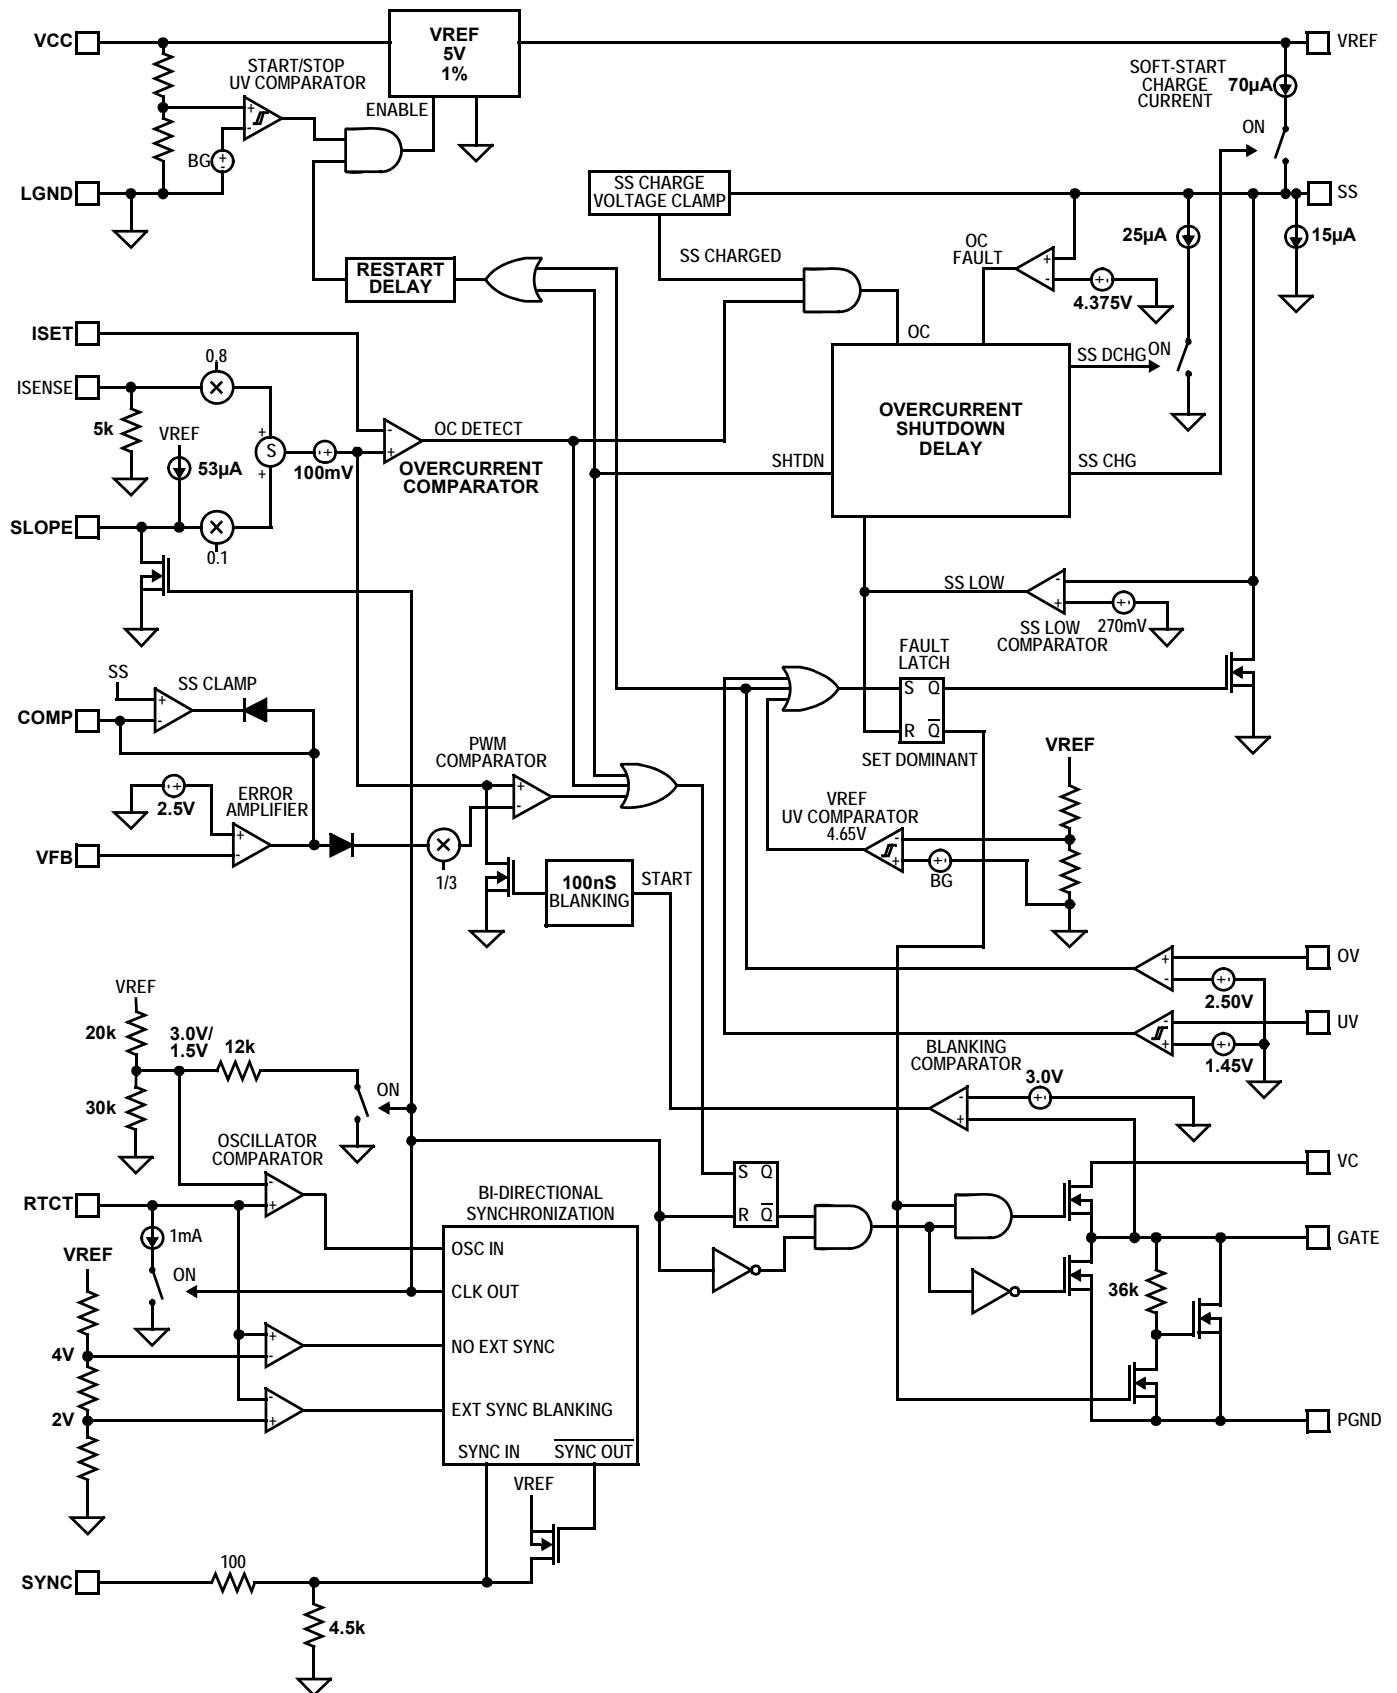 VCC
VREF
5V
1%
VREF
START/STOP
UV COMPARATOR
ENABLE
SOFT-START
CHARGE
CURRENT
70µA
ON
BG
+
-
LGND
SS CHARGE
VOLTAGE CLAMP
SS
25µA
15µA
OC
FAULT
SS CHARGED
RESTART
DELAY
4.375V
ISET
OC
SS DCHG
ON
0.8
ISENSE
5k
VREF
53µA
S
100mV
OC DETECT
OVERCURRENT
COMPARATOR
OVERCURRENT
SHUTDOWN
DELAY
SHTDN
SS CHG
SLOPE
0.1
SS LOW
SS LOW
COMPARATOR
270mV
FAULT
LATCH
SS
SS CLAMP
S Q
COMP
R Q
SET DOMINANT
VREF
PWM
COMPARATOR
2.5V
ERROR
AMPLIFIER
VREF
UV COMPARATOR
4.65V
VFB
1/3
100nS
BLANKING
START
BG
OV
2.50V
VREF
UV
20k
3.0V/
1.5V
12k
BLANKING
COMPARATOR
3.0V
1.45V
ON
30k
OSCILLATOR
COMPARATOR
S Q
VC
RTCT
BI-DIRECTIONAL
SYNCHRONIZATION
R Q
1mA
OSC IN
GATE
VREF
ON
CLK OUT
36k
4V
NO EXT SYNC
2V
EXT SYNC BLANKING
PGND
SYNC IN
SYNC OUT
VREF
100
SYNC
4.5k